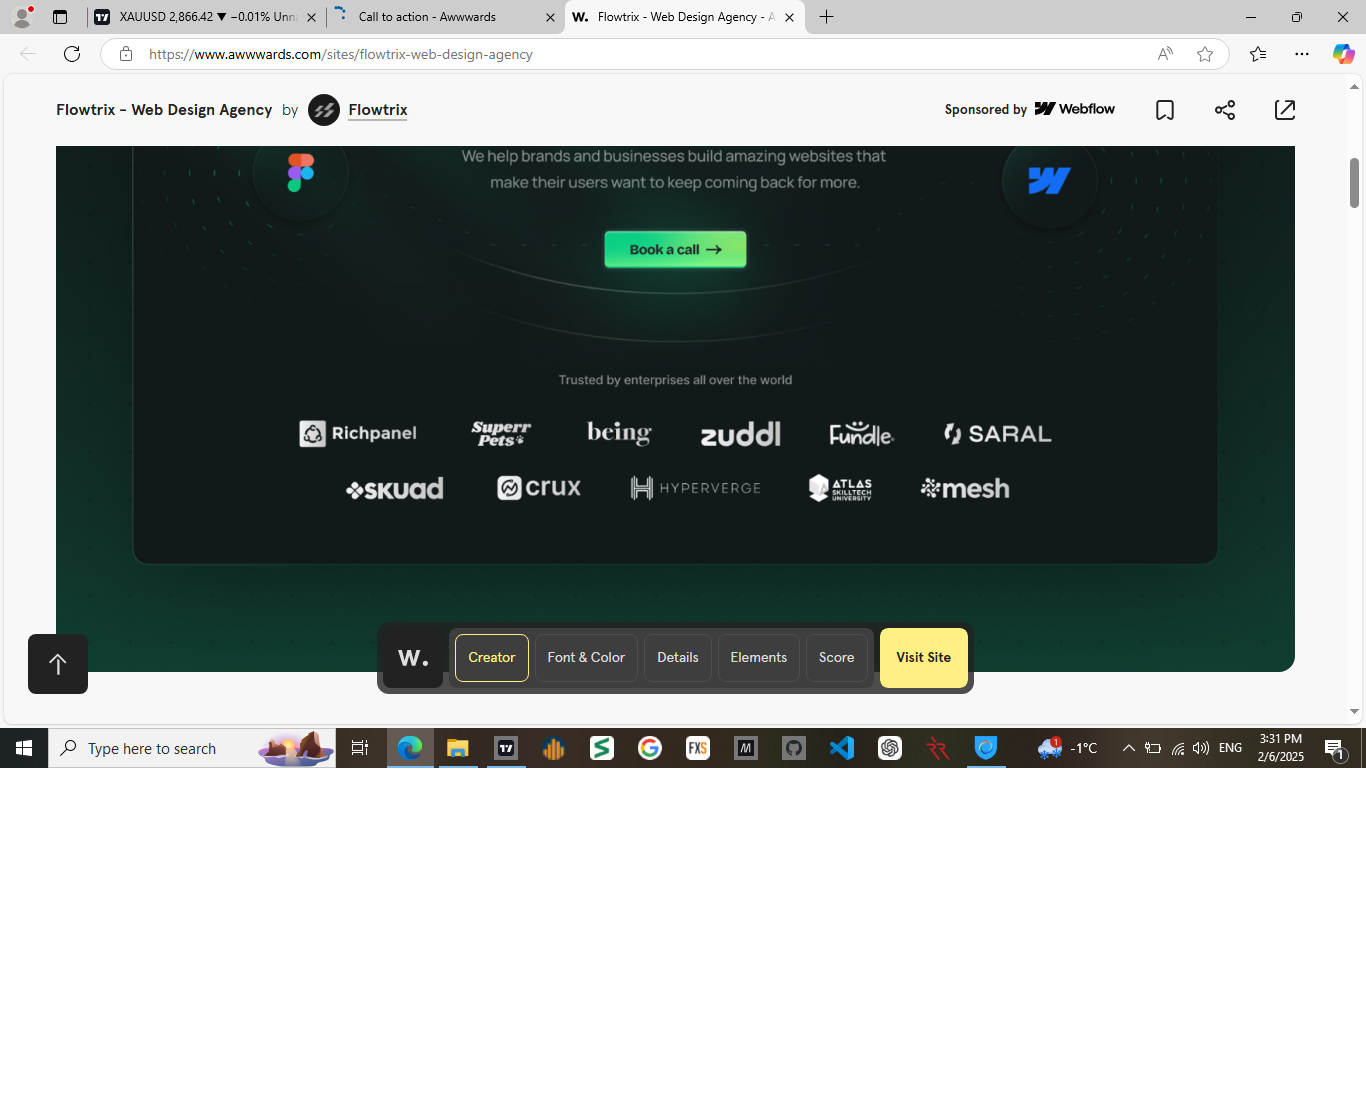 XAUUSD 2,866.42 ▼ −0.01% Unn
Call to action - Awwwards
W. Flowtrix - Web Design Agency - A
https://www.awwwards.com/sites/flowtrix-web-design-agency
Flowtrix - Web Design Agency by Flowtrix
Sponsored by Webflow
We help brands and businesses build amazing websites that
make their users want to keep coming back for more.
Book a call →
Trusted by enterprises all over the world
Richpanel
Superr Pets
being
zuddl
Fundle
SARAL
SKUAD
crux
HYPERVERGE
ATLAS SKILLTECH UNIVERSITY
mesh
W.
Creator
Font & Color
Details
Elements
Score
Visit Site
Type here to search
FXS
M
1
-1°C
ENG
3:31 PM
2/6/2025
1